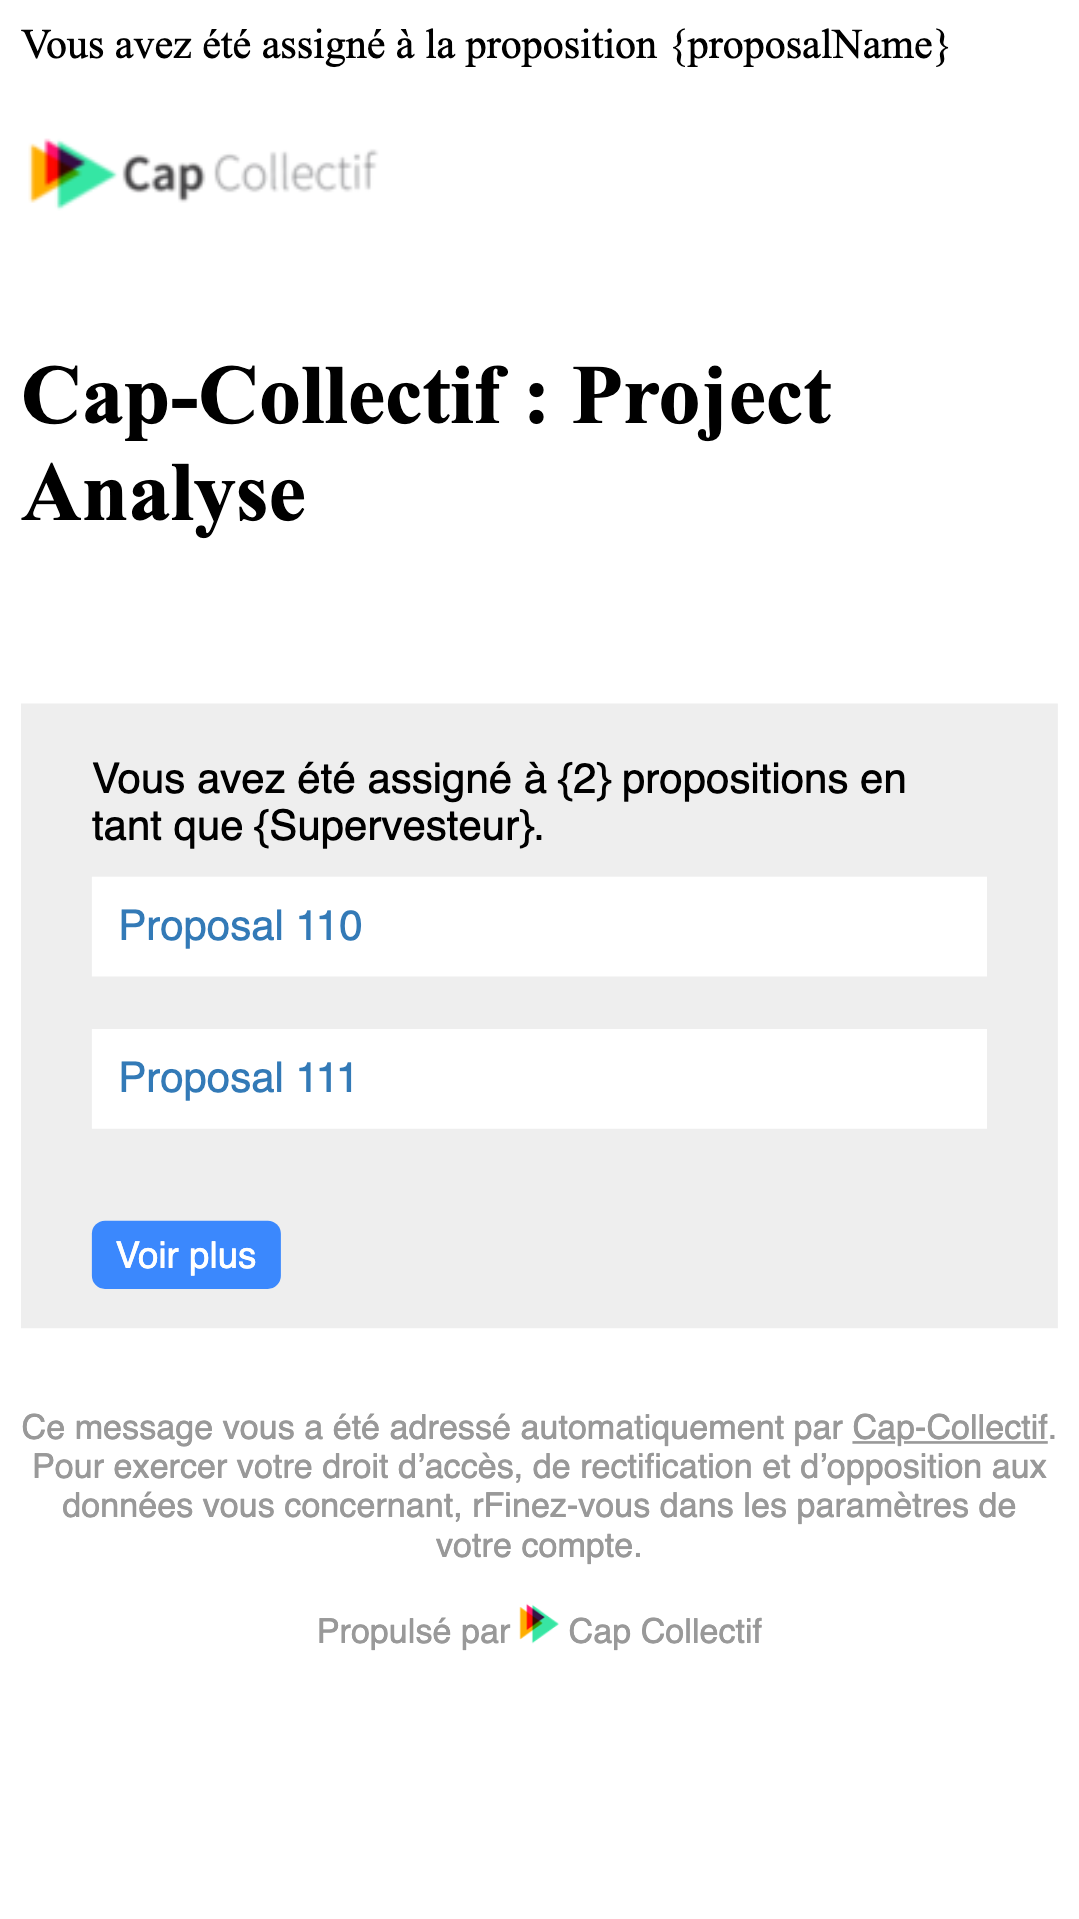 Vous avez été assigné à la proposition {proposalName}
Cap Collectif
Cap-Collectif : Project
Analyse
Vous avez été assigné à {2} propositions en
tant que {Supervesteur}.
Proposal 110
Proposal 111
Voir plus
Ce message vous a été adressé automatiquement par Cap-Collectif.
Pour exercer votre droit d’accès, de rectification et d’opposition aux
données vous concernant, rFinez-vous dans les paramètres de
votre compte.
Propulsé par Cap Collectif